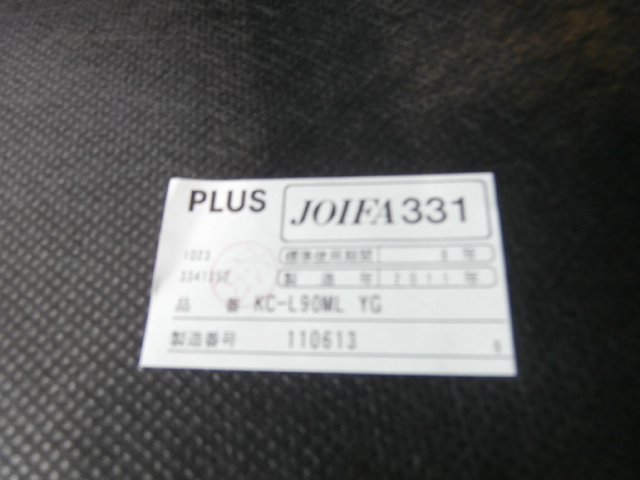 PLUS JOIFA331
1023 標準使用期間 8年
製造年 2011年
品番 KC-L90ML YG
製造番号 110613